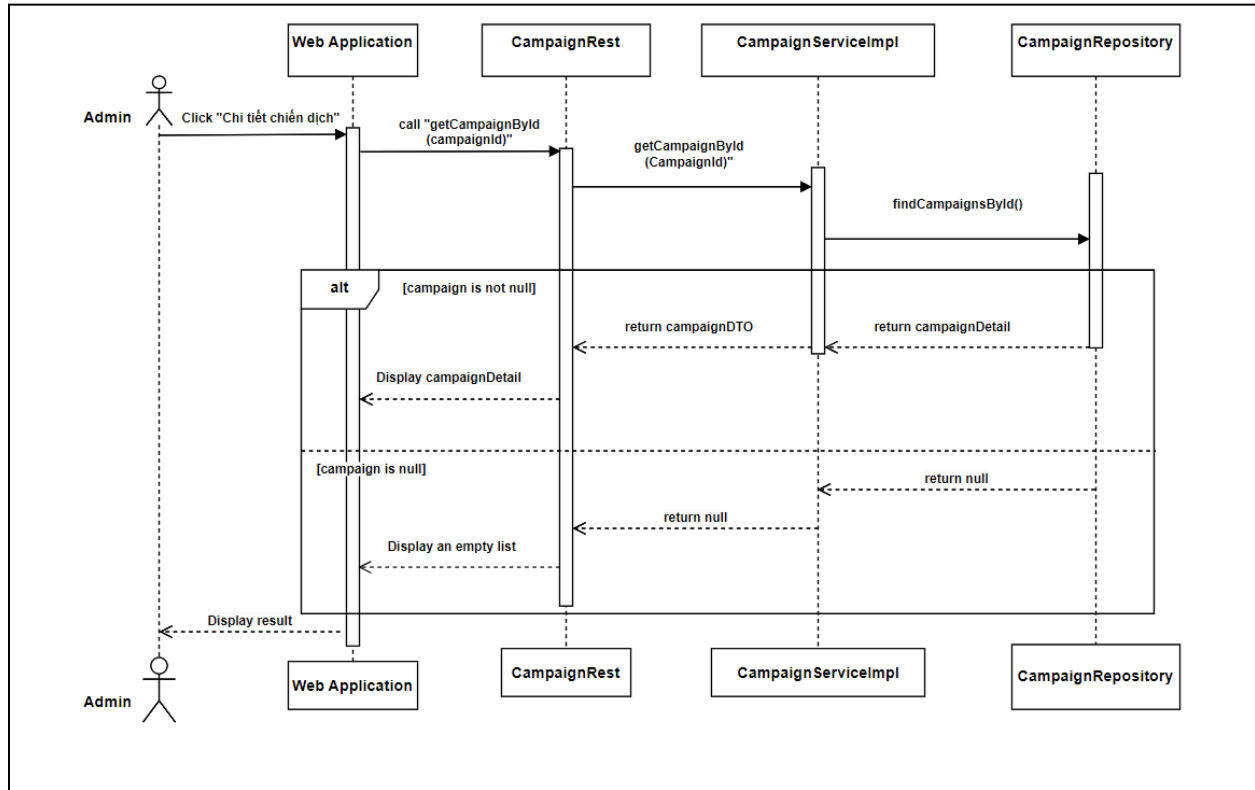 Web Application
CampaignRest
CampaignServiceImpl
CampaignRepository
Admin
Click "Chi tiết chiến dịch"
call "getCampaignById
(campaignId)"
getCampaignById
(CampaignId)"
findCampaignsById()
alt
[campaign is not null]
return campaignDTO
return campaignDetail
Display campaignDetail
[campaign is null]
return null
return null
Display an empty list
Display result
Admin
Web Application
CampaignRest
CampaignServiceImpl
CampaignRepository